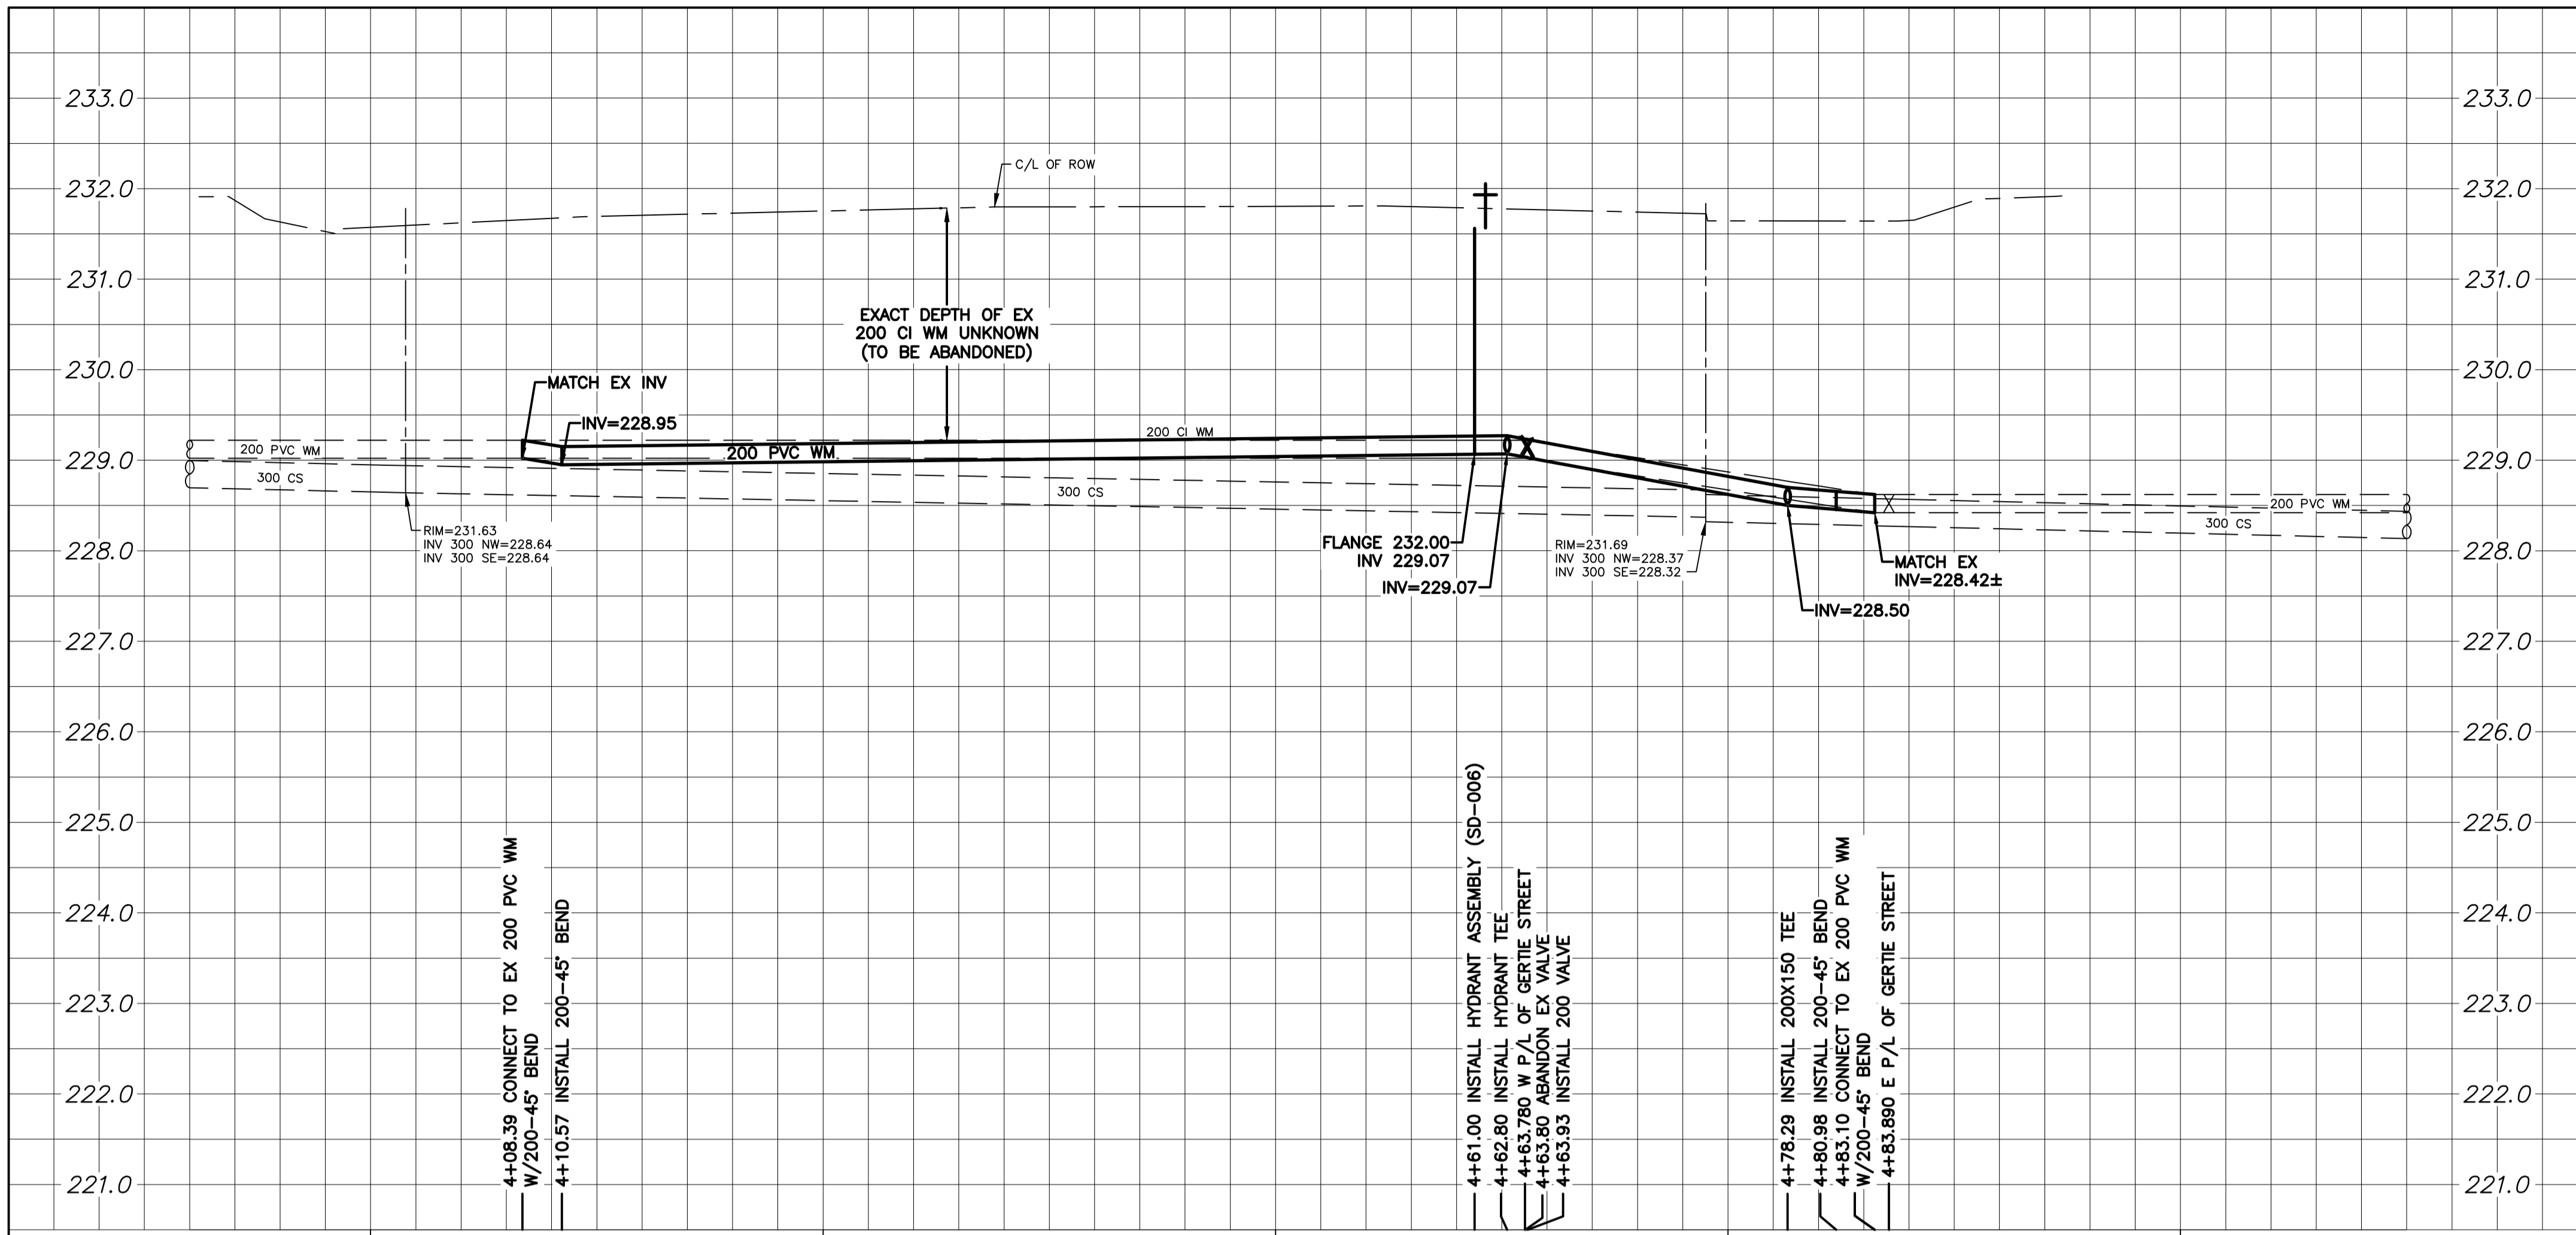 233.0
233.0
C/L OF ROW
232.0
232.0
231.0
231.0
EXACT DEPTH OF EX
200 CI WM UNKNOWN
(TO BE ABANDONED)
230.0
230.0
MATCH EX INV
INV=228.95
200 CI WM
229.0
200 PVC WM
200 PVC WM
229.0
300 CS
300 CS
200 PVC WM
300 CS
RIM=231.63
INV 300 NW=228.64
INV 300 SE=228.64
FLANGE 232.00
INV 229.07
INV=229.07
RIM=231.69
INV 300 NW=228.37
INV 300 SE=228.32
MATCH EX
INV=228.42±
INV=228.50
228.0
228.0
227.0
227.0
226.0
226.0
225.0
225.0
224.0
224.0
223.0
223.0
222.0
222.0
221.0
221.0
4+08.39 CONNECT TO EX 200 PVC WM
W/200-45° BEND
4+10.57 INSTALL 200-45° BEND
4+61.00 INSTALL HYDRANT ASSEMBLY (SD-006)
4+62.80 INSTALL HYDRANT TEE
4+63.780 W P/L OF GERTIE STREET
4+63.80 ABANDON EX VALVE
4+63.93 INSTALL 200 VALVE
4+78.29 INSTALL 200X150 TEE
4+80.98 INSTALL 200-45° BEND
4+83.10 CONNECT TO EX 200 PVC WM
W/200-45° BEND
4+83.890 E P/L OF GERTIE STREET